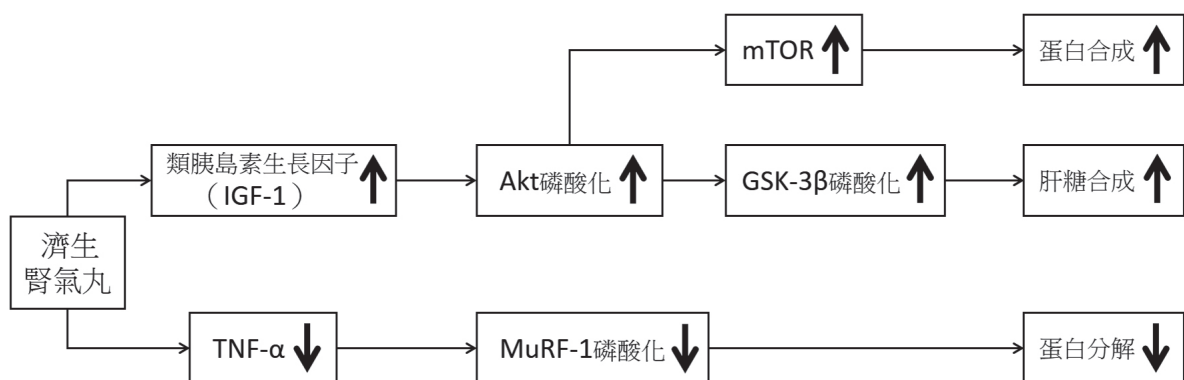 mTOR
蛋白合成
類胰島素生長因子
（IGF-1）
Akt磷酸化
GSK-3β磷酸化
肝糖合成
濟生
腎氣丸
TNF-α
MuRF-1磷酸化
蛋白分解